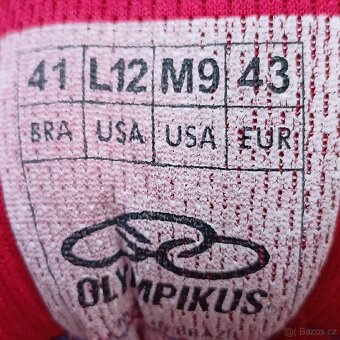 41 L12 M9 43
BRA USA USA EUR
OLYMPIKUS
Bazos.cz